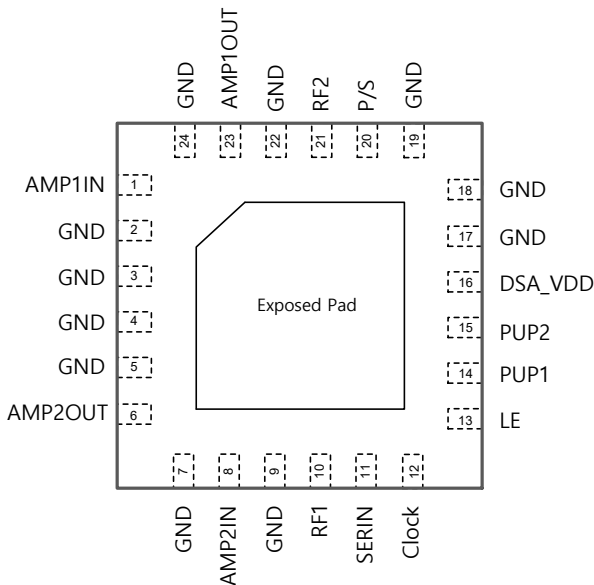 GND
AMP1OUT
GND
RF2
P/S
GND
24
23
22
21
20
19
AMP1IN 1
GND 2
GND 3
GND 4
GND 5
AMP2OUT 6
18 GND
17 GND
16 DSA_VDD
15 PUP2
14 PUP1
13 LE
Exposed Pad
7
8
9
10
11
12
GND
AMP2IN
GND
RF1
SERIN
Clock